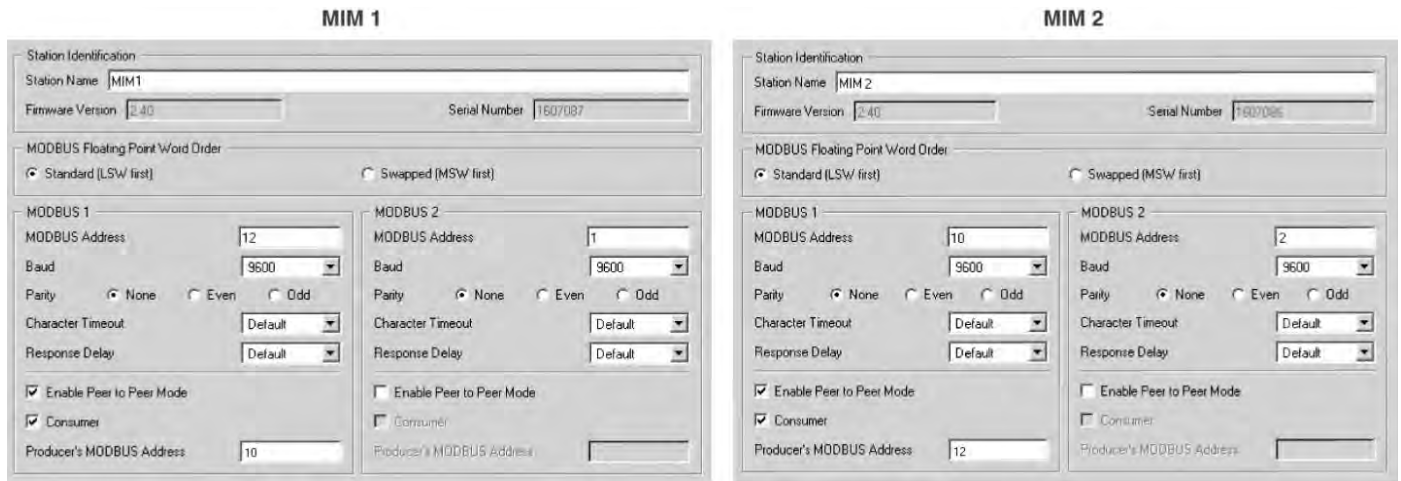 MIM 1
Station Identification
Station Name MIM1
Firmware Version 2.40 Serial Number 1607087
MODBUS Floating Point Word Order
Standard (LSW first) Swapped (MSW first)
MODBUS 1
MODBUS Address 12
Baud 9600
Parity None Even Odd
Character Timeout Default
Response Delay Default
Enable Peer to Peer Mode
Consumer
Producer's MODBUS Address 10
MODBUS 2
MODBUS Address 1
Baud 9600
Parity None Even Odd
Character Timeout Default
Response Delay Default
Enable Peer to Peer Mode
Consumer
Producer's MODBUS Address
MIM 2
Station Identification
Station Name MIM 2
Firmware Version 2.40 Serial Number 1607086
MODBUS Floating Point Word Order
Standard (LSW first) Swapped (MSW first)
MODBUS 1
MODBUS Address 10
Baud 9600
Parity None Even Odd
Character Timeout Default
Response Delay Default
Enable Peer to Peer Mode
Consumer
Producer's MODBUS Address 12
MODBUS 2
MODBUS Address 2
Baud 9600
Parity None Even Odd
Character Timeout Default
Response Delay Default
Enable Peer to Peer Mode
Consumer
Producer's MODBUS Address